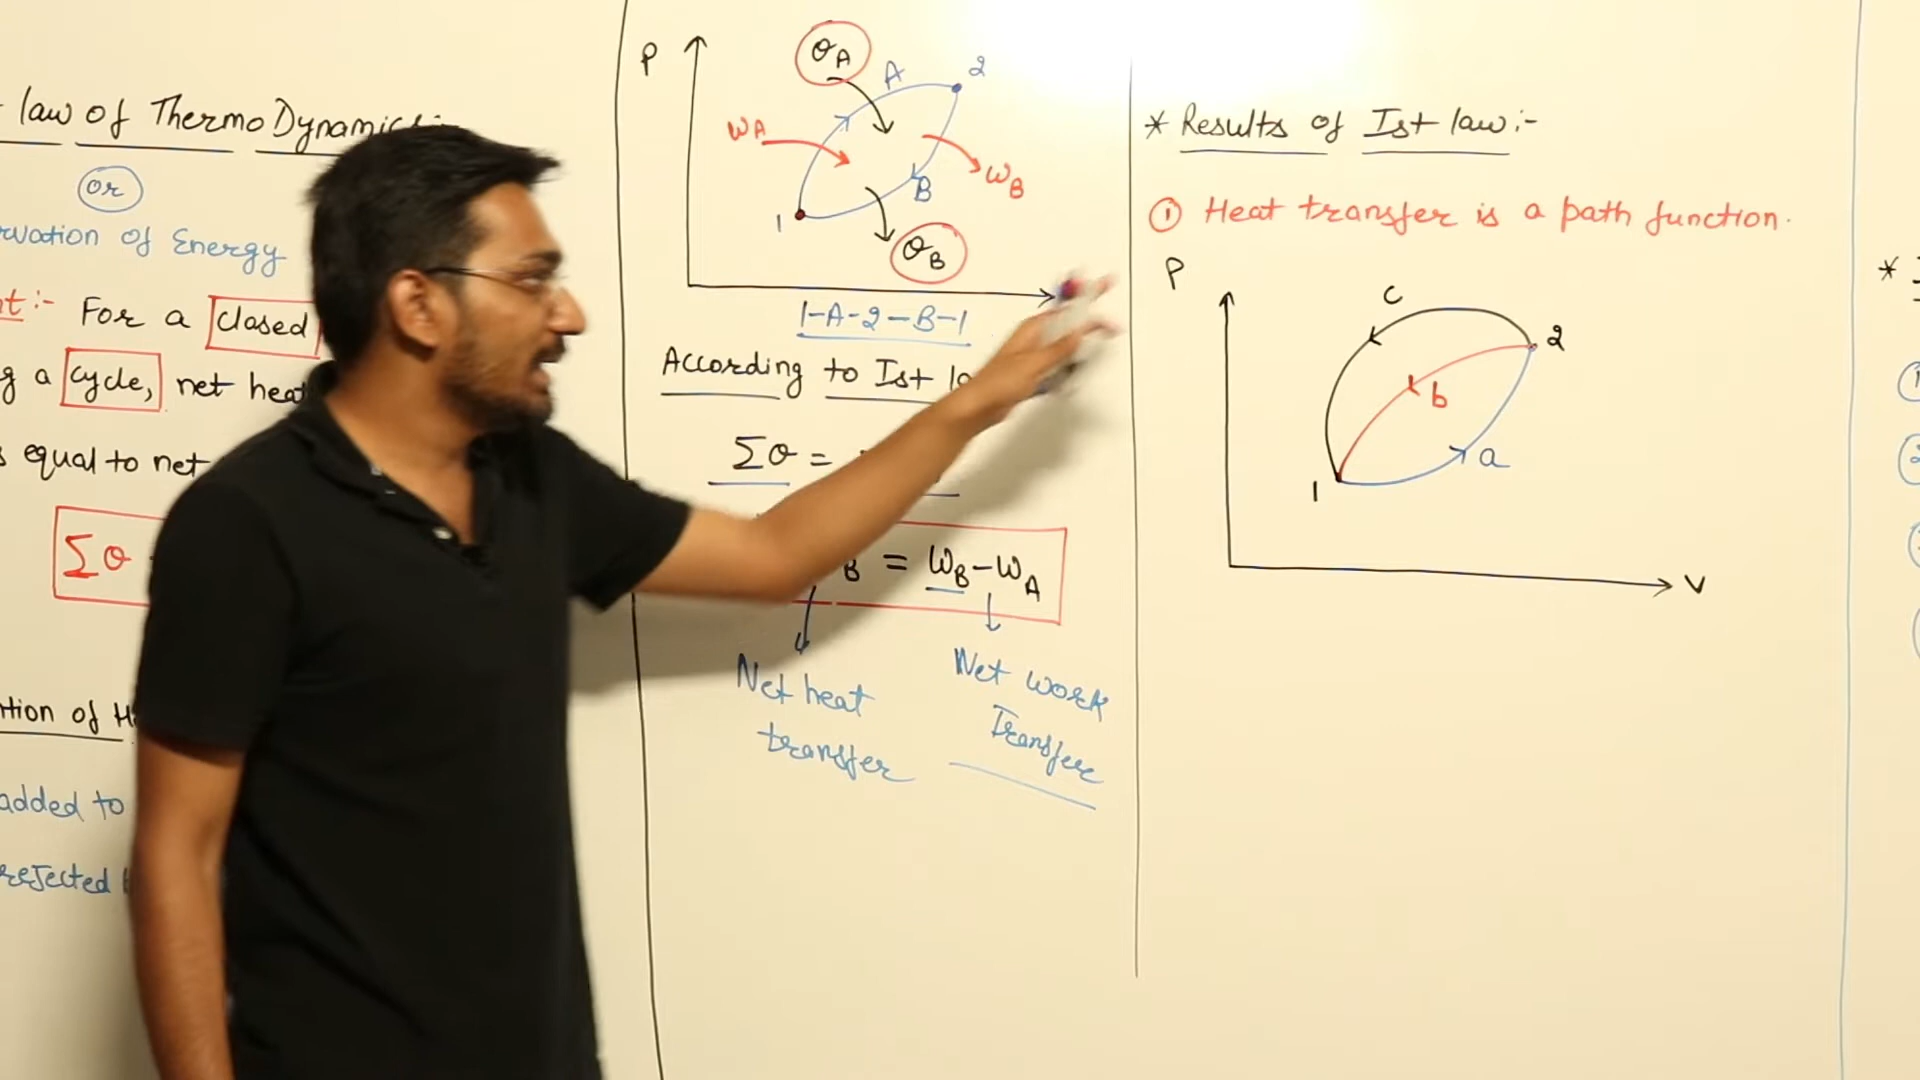 law of ThermoDynamics:-
or
rvation of Energy
nt :- For a closed
g a cycle, net heat
s equal to net
ΣQ
tion of H
added to
rejected
P
QA
A
2
WA
WB
B
1
QB
1-A-2-B-1
According to Ist la
ΣQ =
B = WB-WA
Net heat
transfer
Net work
Transfer
* Results of Ist law:-
① Heat transfer is a path function.
P
c
2
b
a
1
V
*